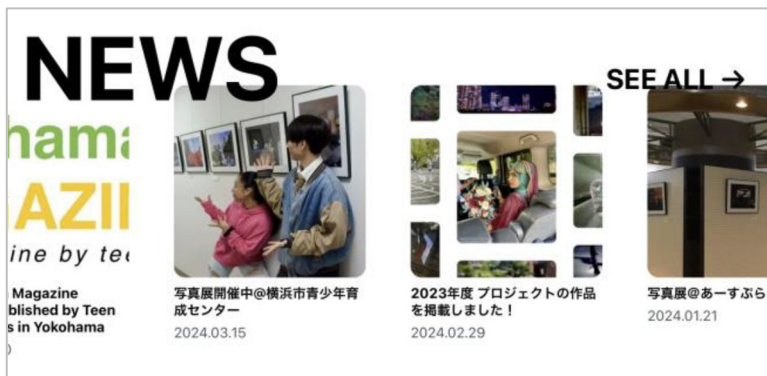 NEWS
SEE ALL →
hama
AZI
ine by tee
Magazine
blished by Teen
s in Yokohama
写真展開催中@横浜市青少年育
成センター
2024.03.15
2023年度 プロジェクトの作品
を掲載しました！
2024.02.29
写真展@あーすぷら
2024.01.21